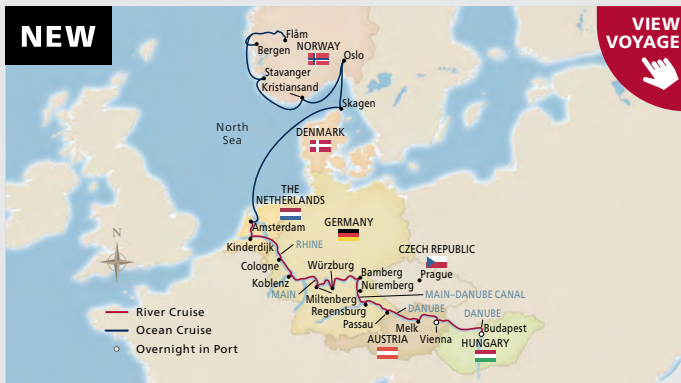 NEW
VIEW
VOYAGE
Flåm
Bergen
NORWAY
Oslo
Stavanger
Kristiansand
Skagen
North
Sea
DENMARK
THE
NETHERLANDS
Amsterdam
GERMANY
Kinderdijk
RHINE
N
Cologne
Würzburg
CZECH REPUBLIC
Prague
Koblenz
Bamberg
Nuremberg
MAIN
Miltenberg
MAIN–DANUBE CANAL
Regensburg
DANUBE
DANUBE
Passau
Melk
Vienna
Budapest
AUSTRIA
HUNGARY
River Cruise
Ocean Cruise
Overnight in Port